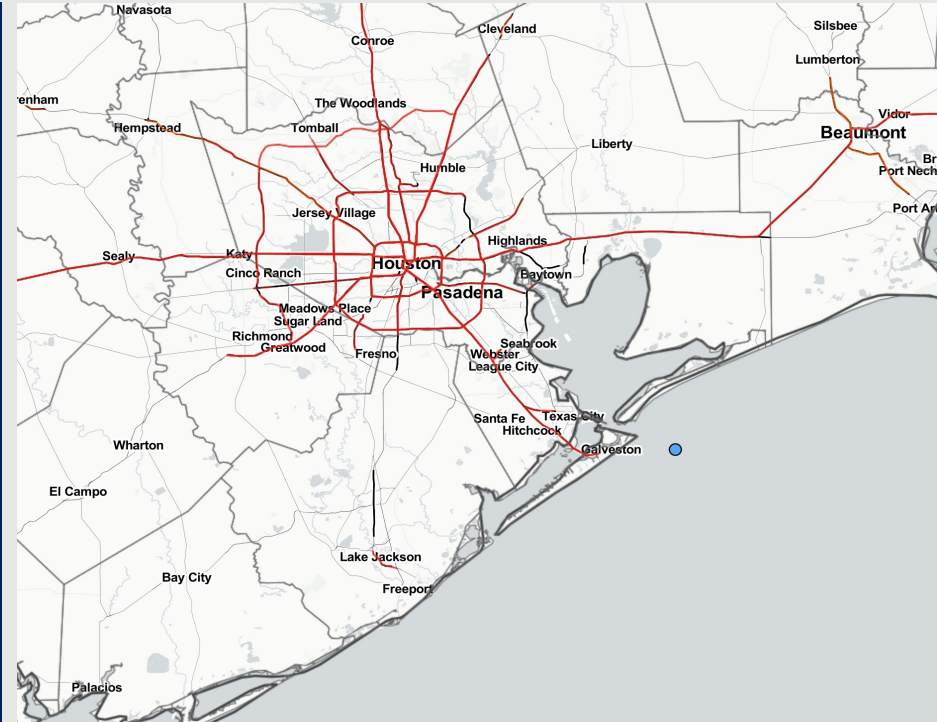 Navasota
Cleveland
Silsbee
Conroe
Lumberton
renham
The Woodlands
Vidor
Hempstead
Tomball
Beaumont
Liberty
Br
Humble
Port Nech
Port Ar
Jersey Village
Highlands
Katy
Sealy
Houston
Cinco Ranch
Baytown
Pasadena
Meadows Place
Sugar Land
Richmond
Seabrook
Greatwood
Fresno
Webster
League City
Santa Fe
Texas City
Hitchcock
Wharton
Galveston
El Campo
Lake Jackson
Bay City
Freeport
Palacios